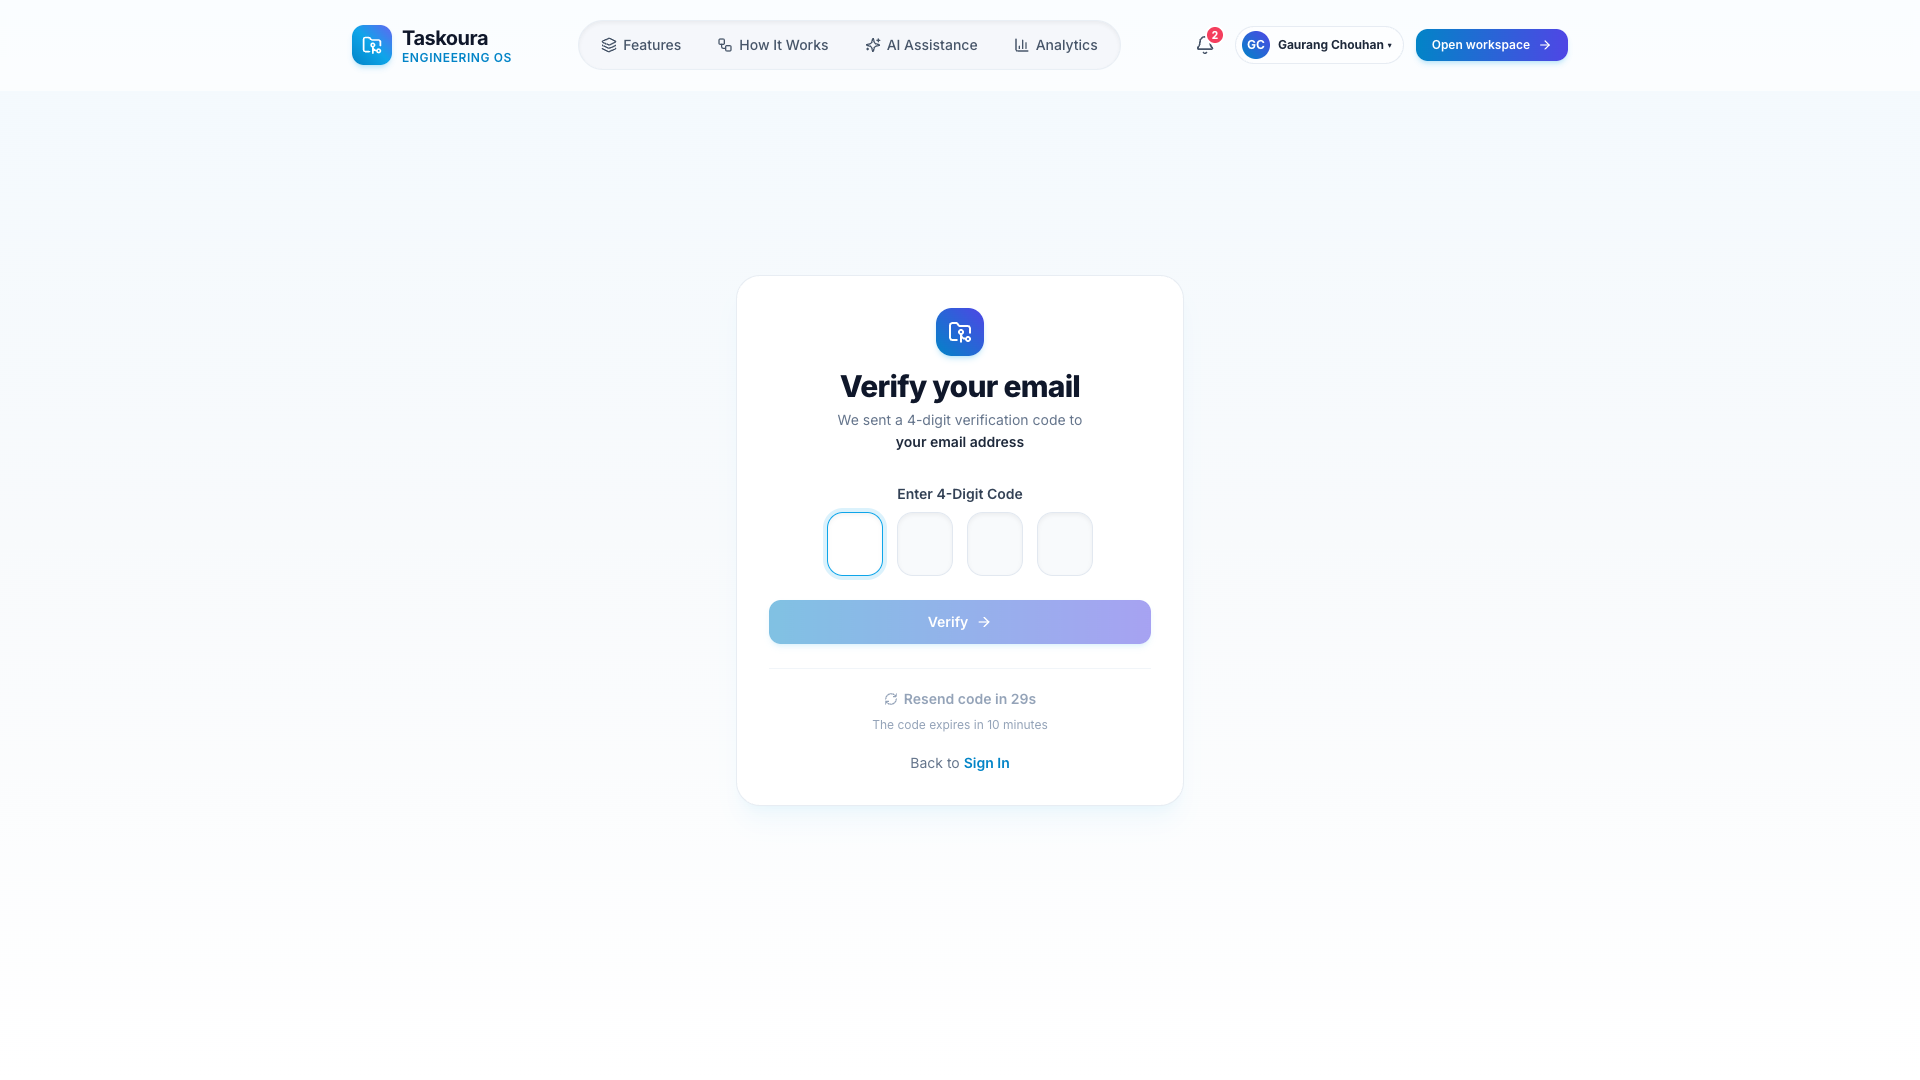 Taskoura
ENGINEERING OS
Features
How It Works
AI Assistance
Analytics
2
GC
Gaurang Chouhan
Open workspace
Verify your email
We sent a 4-digit verification code to
your email address
Enter 4-Digit Code
Verify
Resend code in 29s
The code expires in 10 minutes
Back to Sign In